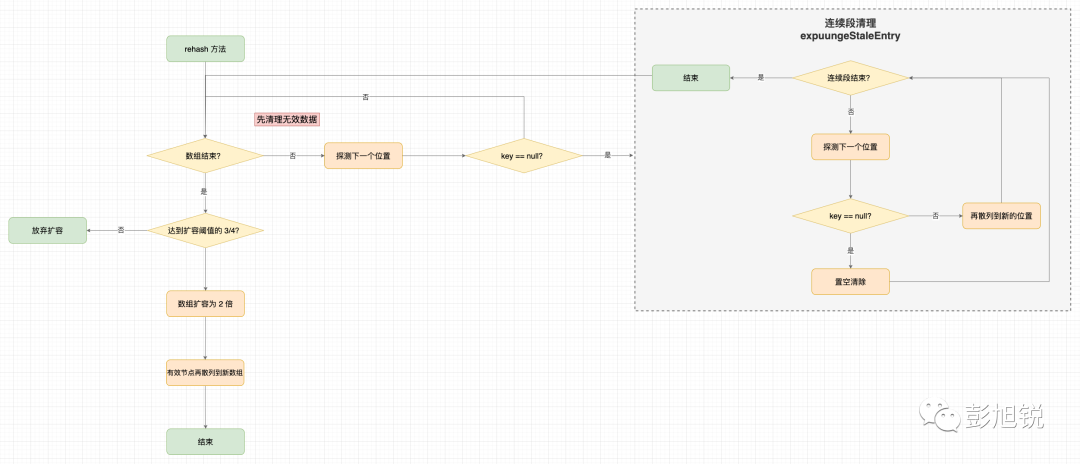 连续段清理
expuungeStaleEntry
rehash 方法
结束
是
连续段结束?
否
否
先清理无效数据
探测下一个位置
数组结束?
否
探测下一个位置
key == null?
是
是
key == null?
否
再散列到新的位置
放弃扩容
否
达到扩容阈值的 3/4?
是
置空清除
数组扩容为 2 倍
有效节点再散列到新数组
彭旭锐
结束